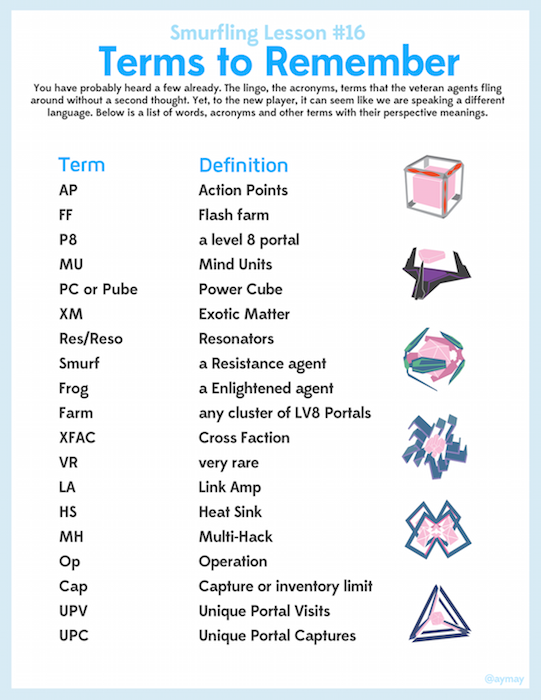 Smurfling Lesson #16
Terms to Remember
You have probably heard a few already. The lingo, the acronyms, terms that the veteran agents fling
around without a second thought. Yet, to the new player, it can seem like we are speaking a different
language. Below is a list of words, acronyms and other terms with their perspective meanings.
Term Definition
AP Action Points
FF Flash farm
P8 a level 8 portal
MU Mind Units
PC or Pube Power Cube
XM Exotic Matter
Res/Reso Resonators
Smurf a Resistance agent
Frog a Enlightened agent
Farm any cluster of LV8 Portals
XFAC Cross Faction
VR very rare
LA Link Amp
HS Heat Sink
MH Multi-Hack
Op Operation
Cap Capture or inventory limit
UPV Unique Portal Visits
UPC Unique Portal Captures
@aymay